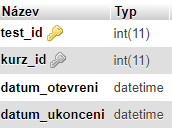 Název Typ
test_id int(11)
kurz_id int(11)
datum_otevreni datetime
datum_ukonceni datetime